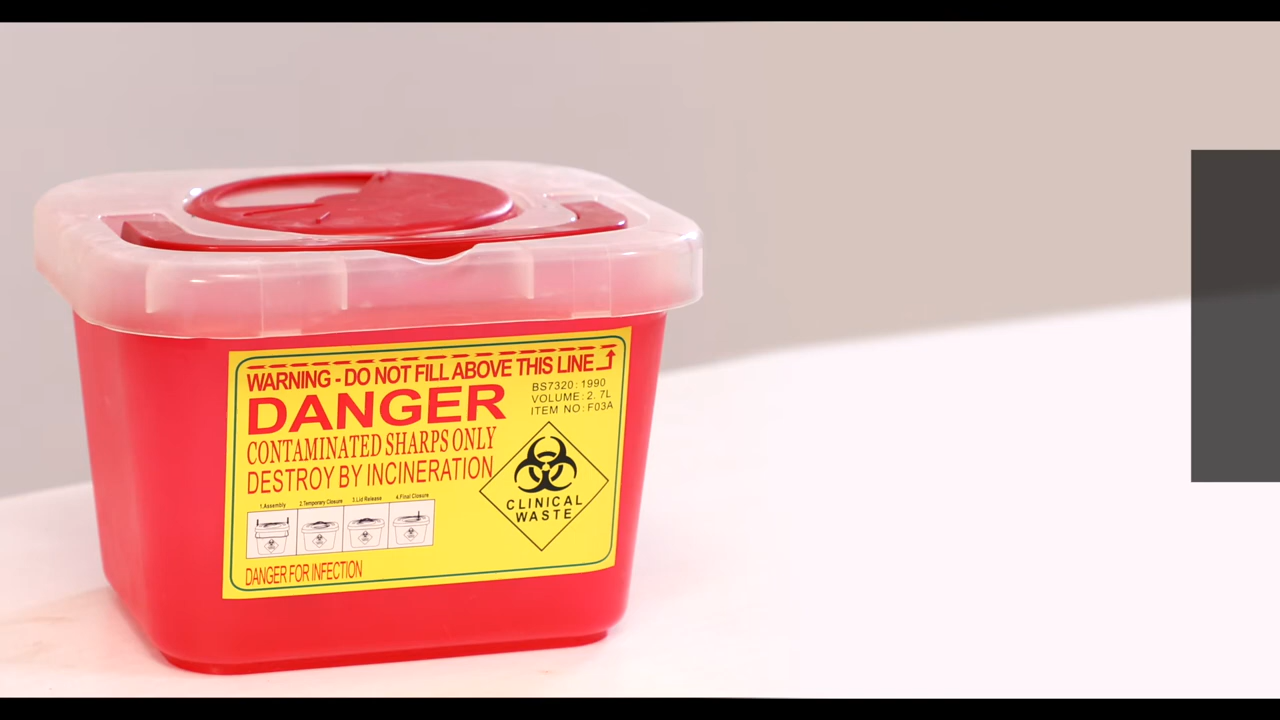 WARNING - DO NOT FILL ABOVE THIS LINE
DANGER
BS7320:1990
VOLUME:2.7L
ITEM NO:F03A
CONTAMINATED SHARPS ONLY
DESTROY BY INCINERATION
CLINICAL
WASTE
1.Assembly 2.Temporary Closure 3.Lid Release 4.Final Closure
DANGER FOR INFECTION